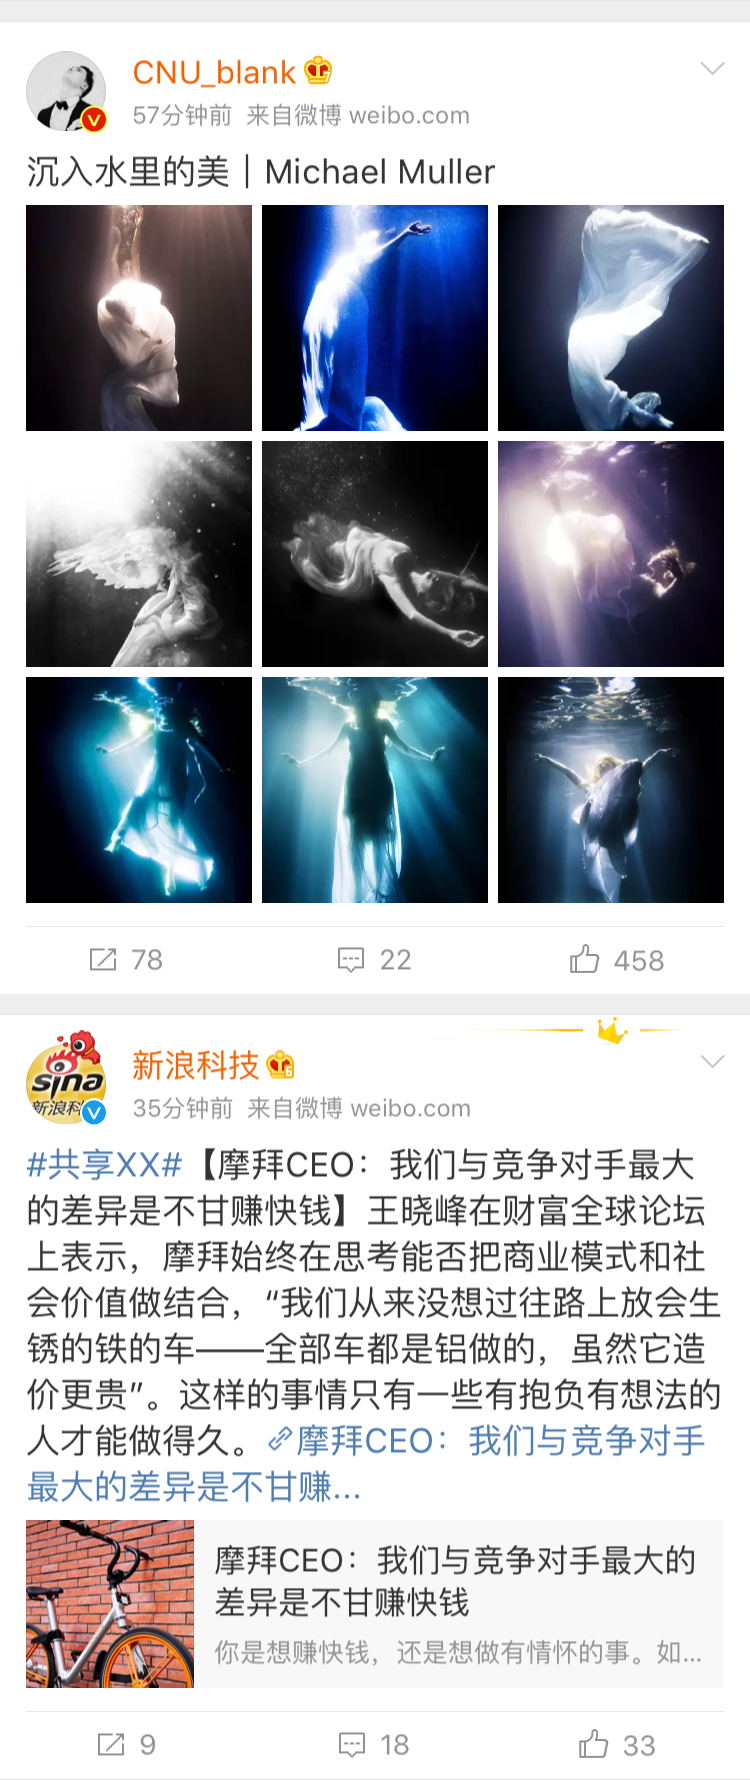 CNU_blank
57分钟前 来自微博 weibo.com
沉入水里的美｜Michael Muller
78
22
458
sina
新浪科
新浪科技
35分钟前 来自微博 weibo.com
#共享XX#【摩拜CEO：我们与竞争对手最大
的差异是不甘赚快钱】王晓峰在财富全球论坛
上表示，摩拜始终在思考能否把商业模式和社
会价值做结合，“我们从来没想过往路上放会生
锈的铁的车——全部车都是铝做的，虽然它造
价更贵”。这样的事情只有一些有抱负有想法的
人才能做得久。摩拜CEO：我们与竞争对手
最大的差异是不甘赚...
摩拜CEO：我们与竞争对手最大的
差异是不甘赚快钱
你是想赚快钱，还是想做有情怀的事。如...
9
18
33